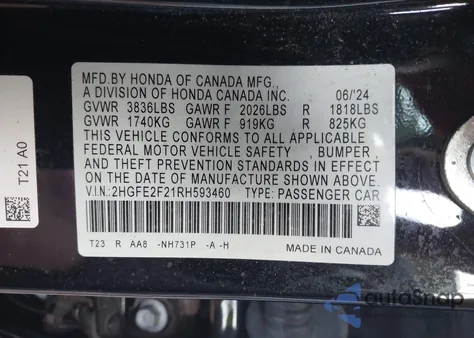 MFD.BY HONDA OF CANADA MFG.,
A DIVISION OF HONDA CANADA INC. 06/'24
GVWR 3836LBS GAWR F 2026LBS R 1818LBS
GVWR 1740KG GAWR F 919KG R 825KG
THIS VEHICLE CONFORMS TO ALL APPLICABLE
FEDERAL MOTOR VEHICLE SAFETY , BUMPER ,
AND THEFT PREVENTION STANDARDS IN EFFECT
ON THE DATE OF MANUFACTURE SHOWN ABOVE.
V.I.N.:2HGFE2F21RH593460 TYPE: PASSENGER CAR
T23 R AA8 -NH731P -A -H
MADE IN CANADA
T21 A0
autoSnap